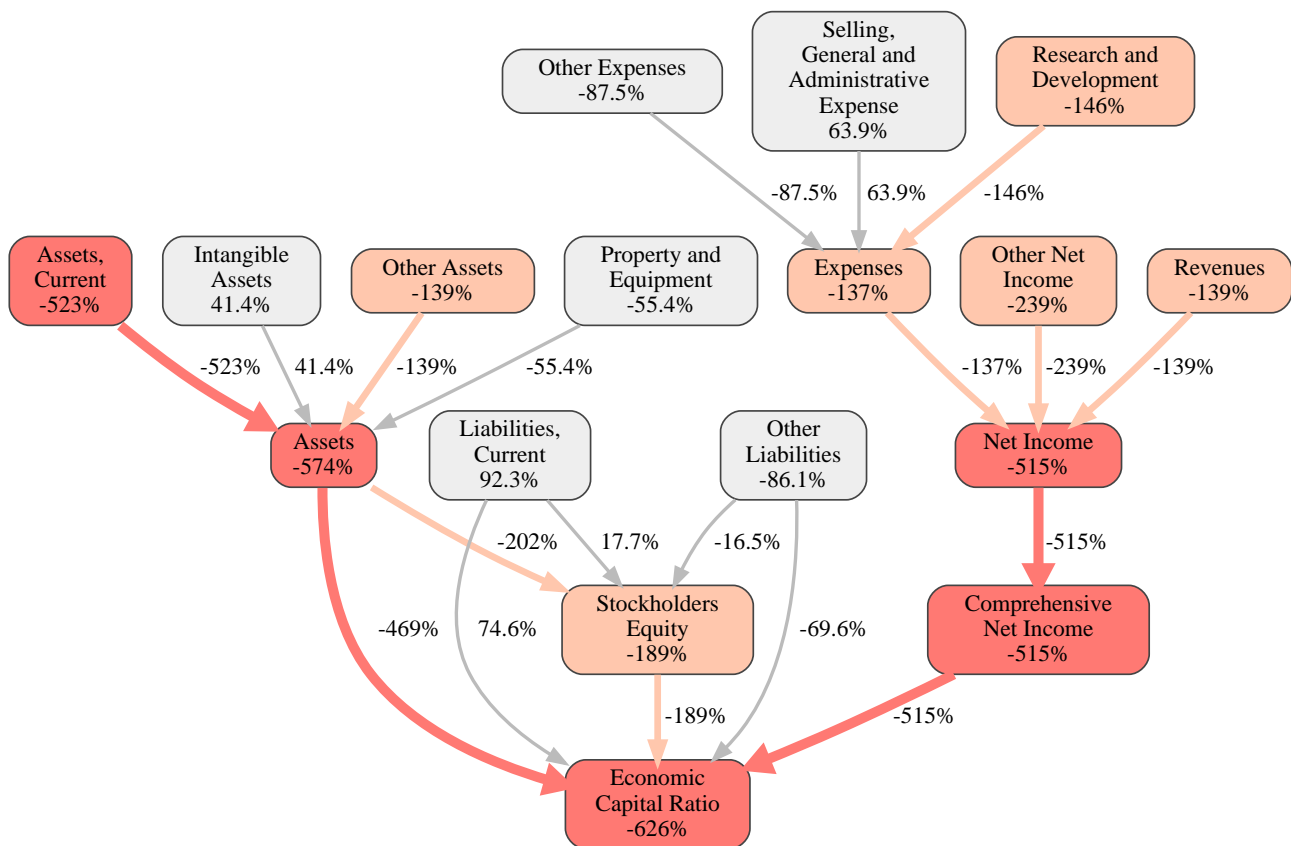 Other Expenses
-87.5%
Selling,
General and
Administrative
Expense
63.9%
Research and
Development
-146%
-87.5%
63.9%
-146%
Assets,
Current
-523%
Intangible
Assets
41.4%
Other Assets
-139%
Property and
Equipment
-55.4%
Expenses
-137%
Other Net
Income
-239%
Revenues
-139%
-523%
41.4%
-139%
-55.4%
-137%
-239%
-139%
Assets
-574%
Liabilities,
Current
92.3%
Other
Liabilities
-86.1%
Net Income
-515%
-202%
17.7%
-16.5%
-515%
Stockholders
Equity
-189%
Comprehensive
Net Income
-515%
-469%
74.6%
-69.6%
-189%
-515%
Economic
Capital Ratio
-626%